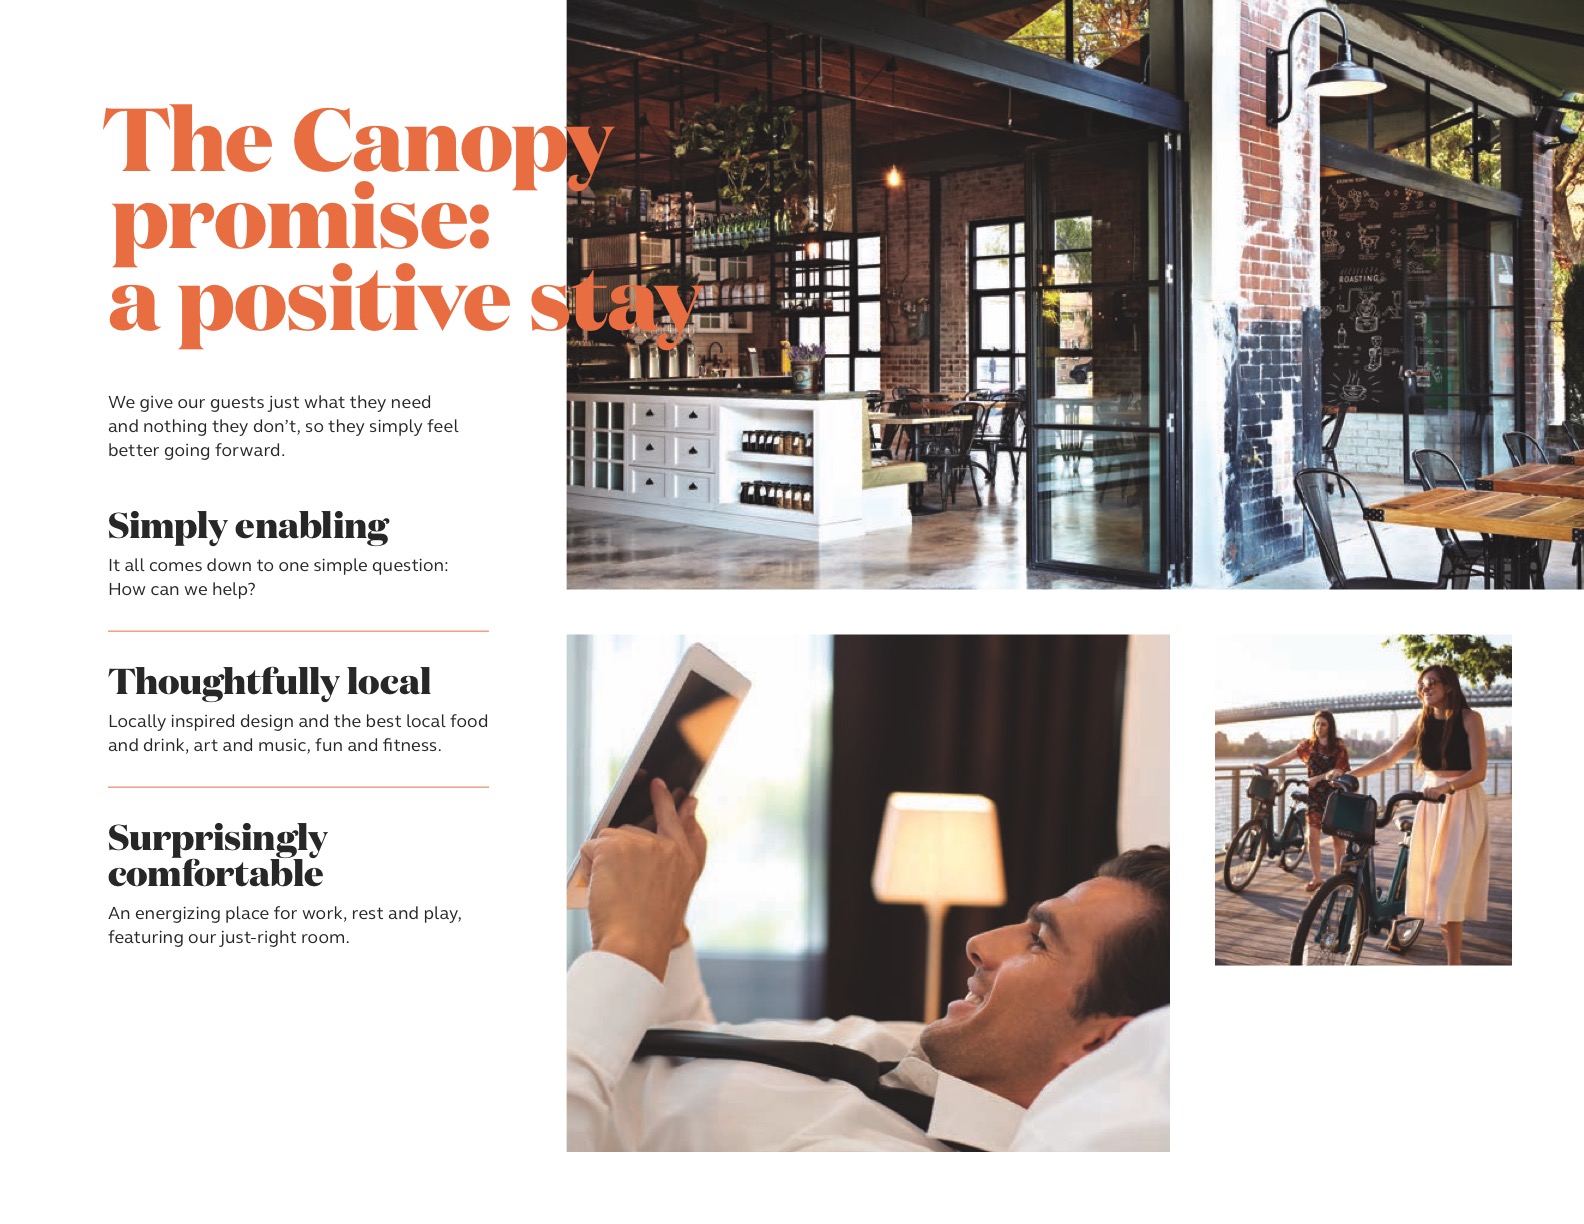 The Canopy
promise:
a positive stay
We give our guests just what they need
and nothing they don’t, so they simply feel
better going forward.
Simply enabling
It all comes down to one simple question:
How can we help?
Thoughtfully local
Locally inspired design and the best local food
and drink, art and music, fun and fitness.
Surprisingly
comfortable
An energizing place for work, rest and play,
featuring our just-right room.
ROASTING